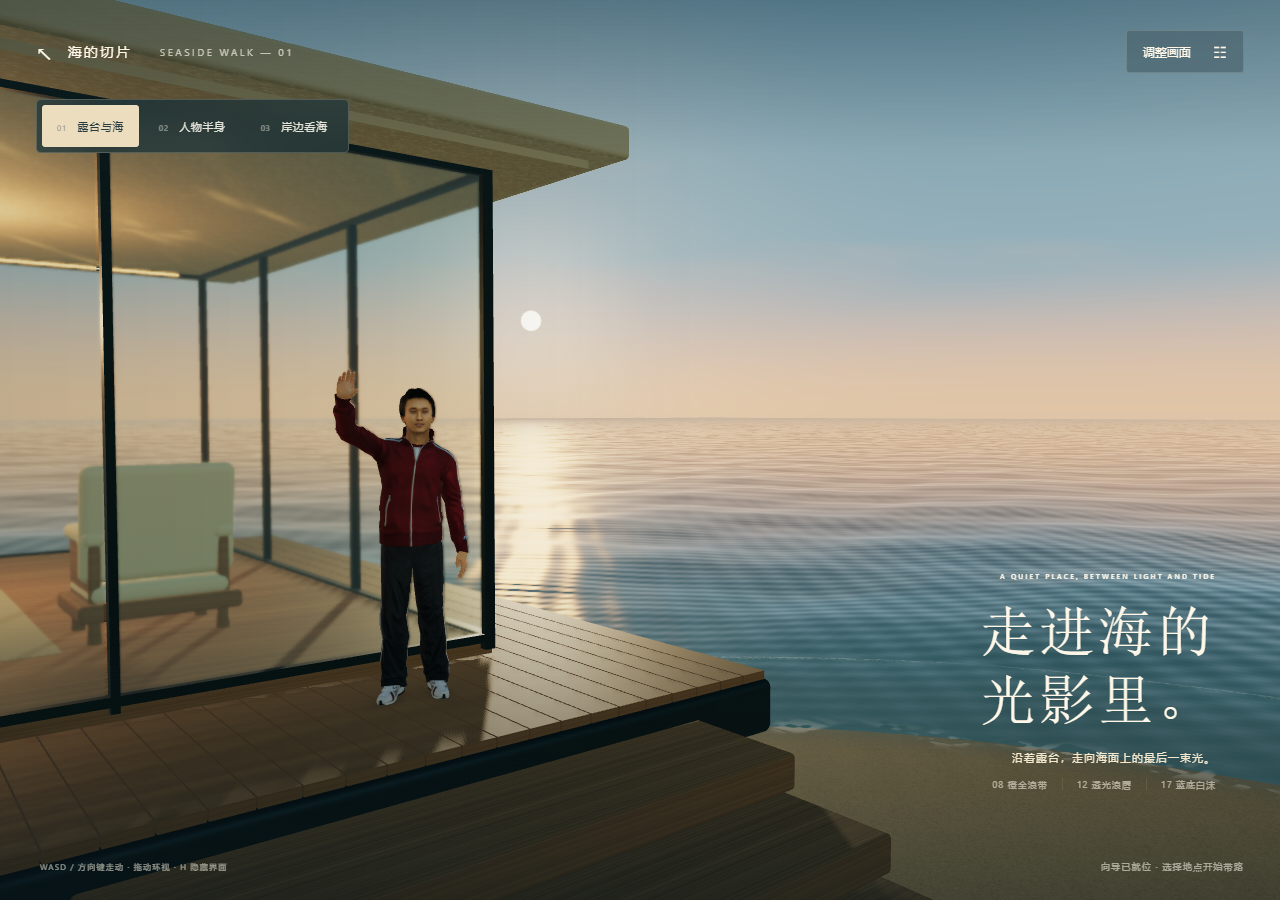 ↖ 海的切片 SEASIDE WALK — 01
调整画面
01 露台与海 02 人物半身 03 岸边看海
A QUIET PLACE, BETWEEN LIGHT AND TIDE
走进海的
光影里。
沿着露台，走向海面上的最后一束光。
08 橙金浪带 12 透光浪唇 17 蓝底白沫
WASD / 方向键走动 · 拖动环视 · H 隐藏界面
向导已就位 · 选择地点开始带路